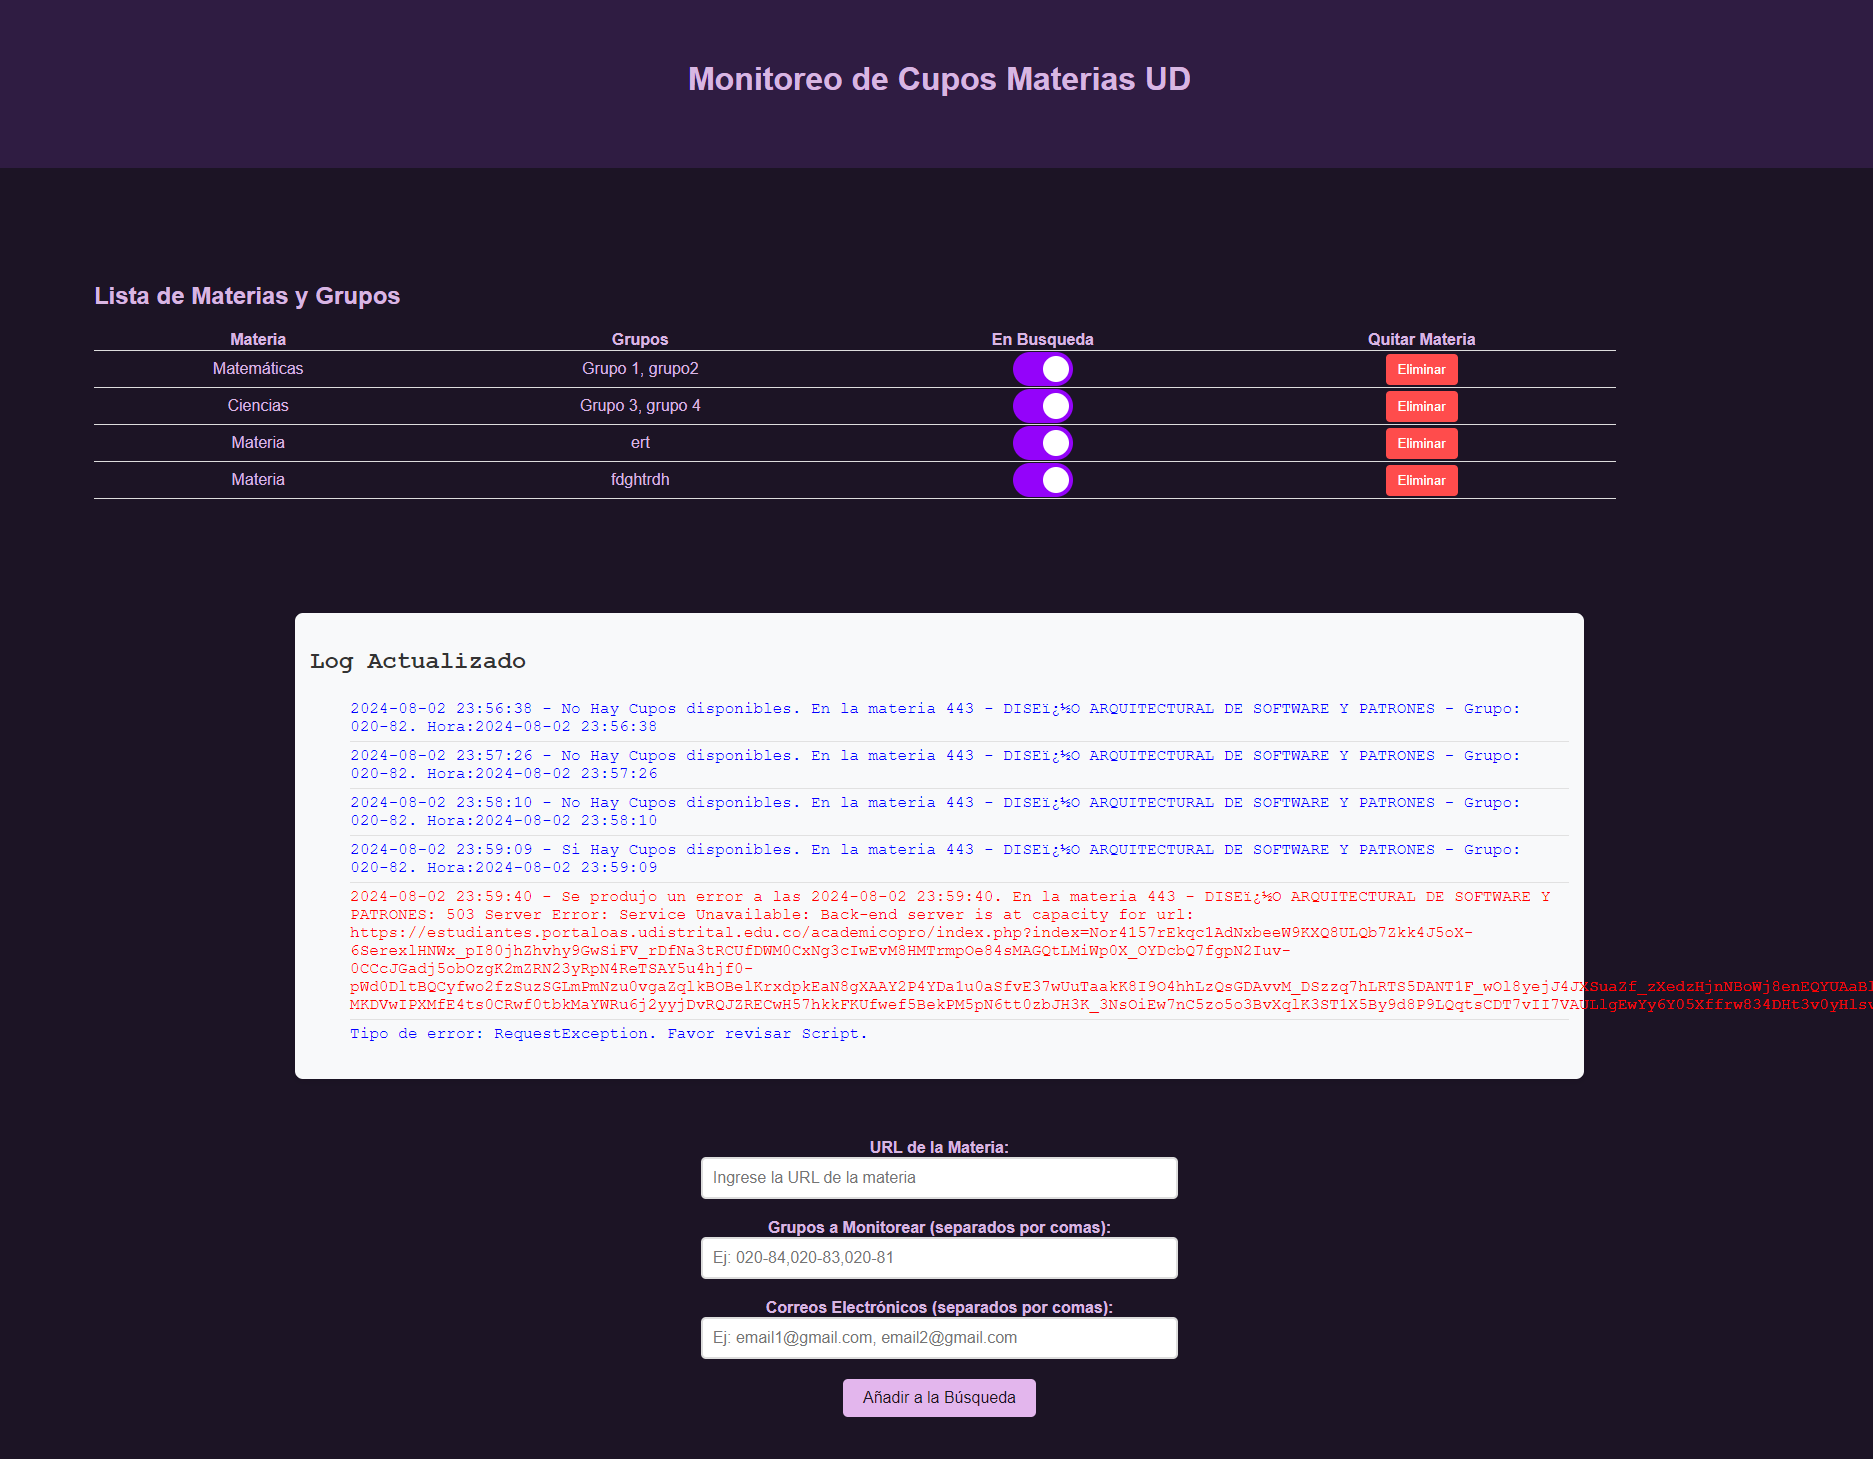 Monitoreo de Cupos Materias UD
Lista de Materias y Grupos
Materia Grupos En Busqueda Quitar Materia
Matemáticas Grupo 1, grupo2 Eliminar
Ciencias Grupo 3, grupo 4 Eliminar
Materia ert Eliminar
Materia fdghtrdh Eliminar
Log Actualizado
2024-08-02 23:56:38 - No Hay Cupos disponibles. En la materia 443 - DISEï¿½O ARQUITECTURAL DE SOFTWARE Y PATRONES - Grupo:
020-82. Hora:2024-08-02 23:56:38
2024-08-02 23:57:26 - No Hay Cupos disponibles. En la materia 443 - DISEï¿½O ARQUITECTURAL DE SOFTWARE Y PATRONES - Grupo:
020-82. Hora:2024-08-02 23:57:26
2024-08-02 23:58:10 - No Hay Cupos disponibles. En la materia 443 - DISEï¿½O ARQUITECTURAL DE SOFTWARE Y PATRONES - Grupo:
020-82. Hora:2024-08-02 23:58:10
2024-08-02 23:59:09 - Si Hay Cupos disponibles. En la materia 443 - DISEï¿½O ARQUITECTURAL DE SOFTWARE Y PATRONES - Grupo:
020-82. Hora:2024-08-02 23:59:09
2024-08-02 23:59:40 - Se produjo un error a las 2024-08-02 23:59:40. En la materia 443 - DISEï¿½O ARQUITECTURAL DE SOFTWARE Y
PATRONES: 503 Server Error: Service Unavailable: Back-end server is at capacity for url:
https://estudiantes.portaloas.udistrital.edu.co/academicopro/index.php?index=Nor4157rEkqc1AdNxbeeW9KXQ8ULQb7Zkk4J5oX-
6SerexlHNWx_pI80jhZhvhy9GwSiFV_rDfNa3tRCUfDWM0CxNg3cIwEvM8HMTrmpOe84sMAGQtLMiWp0X_OYDcbQ7fgpN2Iuv-
0CCcJGadj5obOzgK2mZRN23yRpN4ReTSAY5u4hjf0-
Tipo de error: RequestException. Favor revisar Script.
URL de la Materia:
Ingrese la URL de la materia
Grupos a Monitorear (separados por comas):
Ej: 020-84,020-83,020-81
Correos Electrónicos (separados por comas):
Ej: email1@gmail.com, email2@gmail.com
Añadir a la Búsqueda